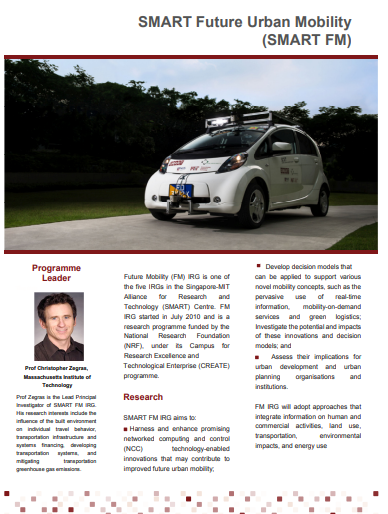 SMART Future Urban Mobility
(SMART FM)
Programme
Leader
Prof Christopher Zegras,
Massachusetts Institute of
Technology
Prof Zegras is the Lead Principal
Investigator of SMART FM IRG.
His research interests include the
influence of the built environment
on individual travel behavior,
transportation infrastructure and
systems financing, developing
transportation systems, and
mitigating transportation
greenhouse gas emissions.
Future Mobility (FM) IRG is one of
the five IRGs in the Singapore-MIT
Alliance for Research and
Technology (SMART) Centre. FM
IRG started in July 2010 and is a
research programme funded by the
National Research Foundation
(NRF), under its Campus for
Research Excellence and
Technological Enterprise (CREATE)
programme.
Research
SMART FM IRG aims to:
■ Harness and enhance promising
networked computing and control
(NCC) technology-enabled
innovations that may contribute to
improved future urban mobility;
■ Develop decision models that
can be applied to support various
novel mobility concepts, such as the
pervasive use of real-time
information, mobility-on-demand
services and green logistics;
Investigate the potential and impacts
of these innovations and decision
models; and
■ Assess their implications for
urban development and urban
planning organisations and
institutions.
FM IRG will adopt approaches that
integrate information on human and
commercial activities, land use,
transportation, environmental
impacts, and energy use